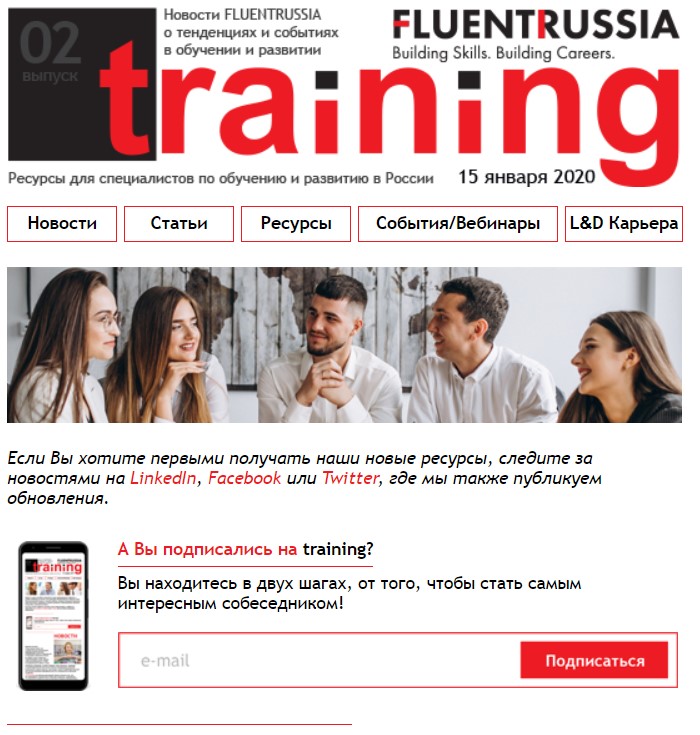 02
выпуск
Новости FLUENTRUSSIA
о тенденциях и событиях
в обучении и развитии
FLUENTRUSSIA
Building Skills. Building Careers.
training
Ресурсы для специалистов по обучению и развитию в России
15 января 2020
Новости
Статьи
Ресурсы
События/Вебинары
L&D Карьера
Если Вы хотите первыми получать наши новые ресурсы, следите за
новостями на LinkedIn, Facebook или Twitter, где мы также публикуем
обновления.
А Вы подписались на training?
Вы находитесь в двух шагах, от того, чтобы стать самым
интересным собеседником!
e-mail
Подписаться
FLUENTRUSSIA
training
НОВОСТИ